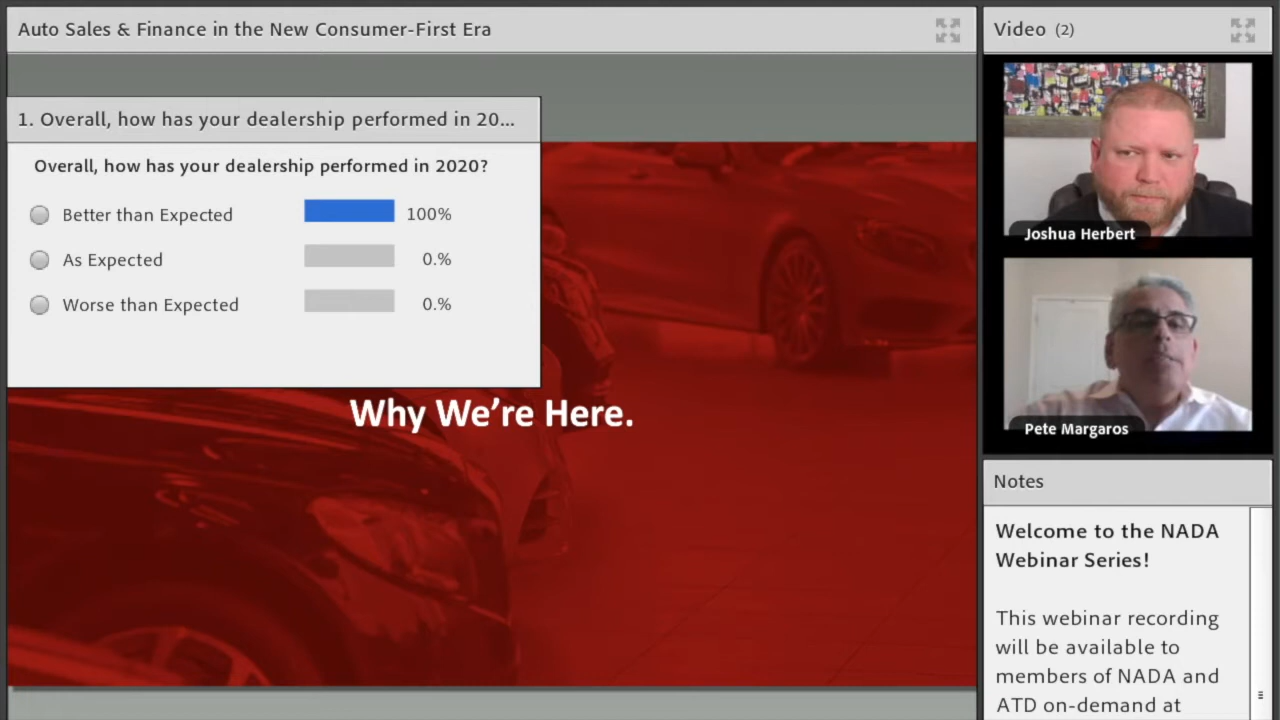 Auto Sales & Finance in the New Consumer-First Era
1. Overall, how has your dealership performed in 20...
Overall, how has your dealership performed in 2020?
Better than Expected 100%
As Expected 0.%
Worse than Expected 0.%
Why We’re Here.
Video (2)
Joshua Herbert
Pete Margaros
Notes
Welcome to the NADA
Webinar Series!
This webinar recording
will be available to
members of NADA and
ATD on-demand at